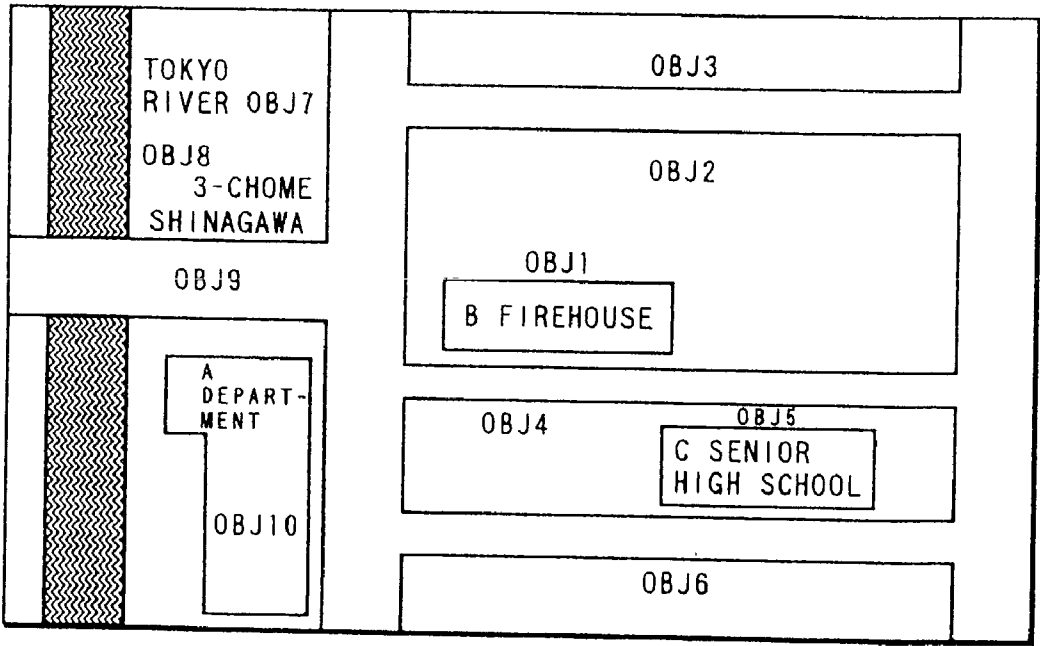 TOKYO
RIVER OBJ7
OBJ8
3-CHOME
SHINAGAWA
OBJ9
A
DEPART-
MENT
OBJ10
OBJ3
OBJ2
OBJ1
B FIREHOUSE
OBJ4
OBJ5
C SENIOR
HIGH SCHOOL
OBJ6